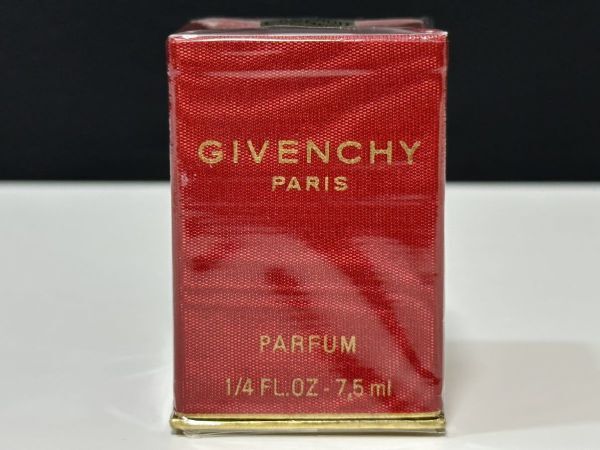 GIVENCHY
PARIS
PARFUM
1/4 FL.OZ - 7,5 ml